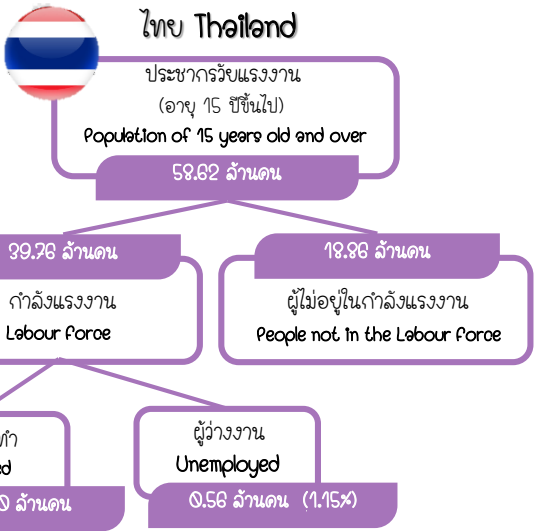 ไทย Thailand
ประชากรวัยแรงงาน
(อายุ 15 ปีขึ้นไป)
Population of 15 years old and over
58.62 ล้านคน
39.76 ล้านคน
18.86 ล้านคน
กำลังแรงงาน
Labour Force
ผู้ไม่อยู่ในกำลังแรงงาน
People not in the Labour Force
ผู้ว่างงาน
Unemployed
ล้านคน
0.56 ล้านคน (1.15%)